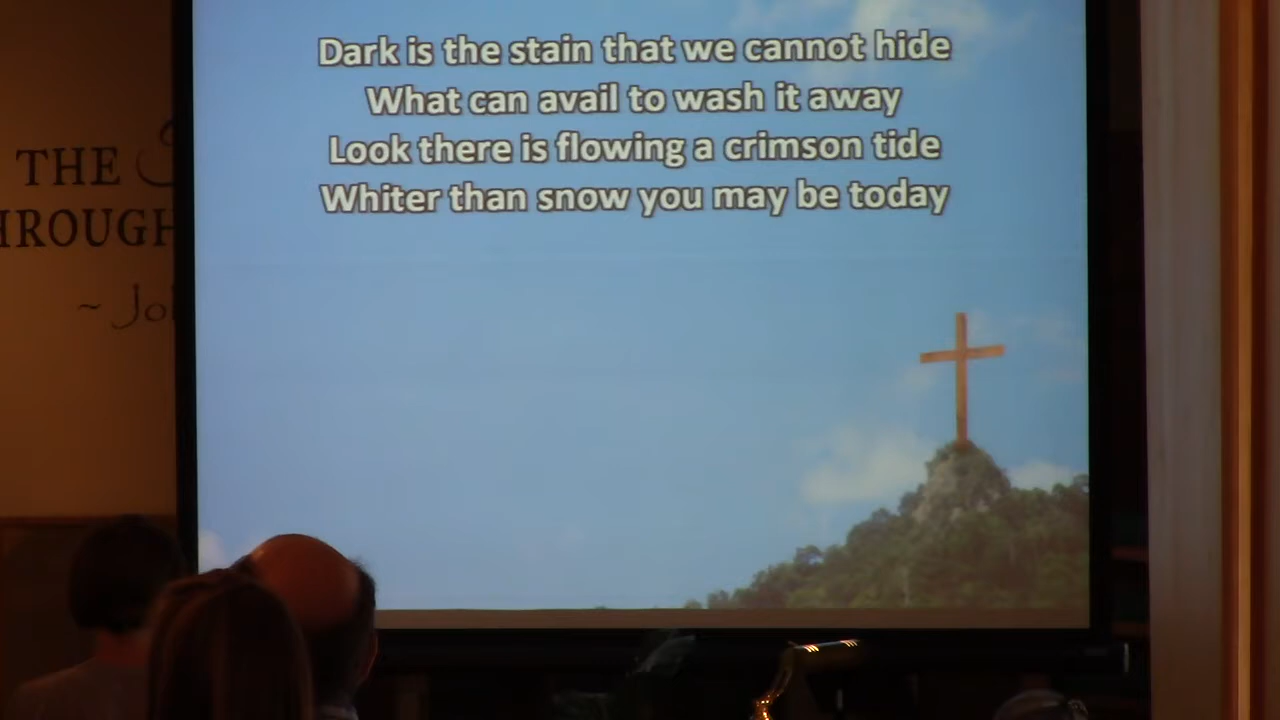 Dark is the stain that we cannot hide
What can avail to wash it away
Look there is flowing a crimson tide
Whiter than snow you may be today
THE
~